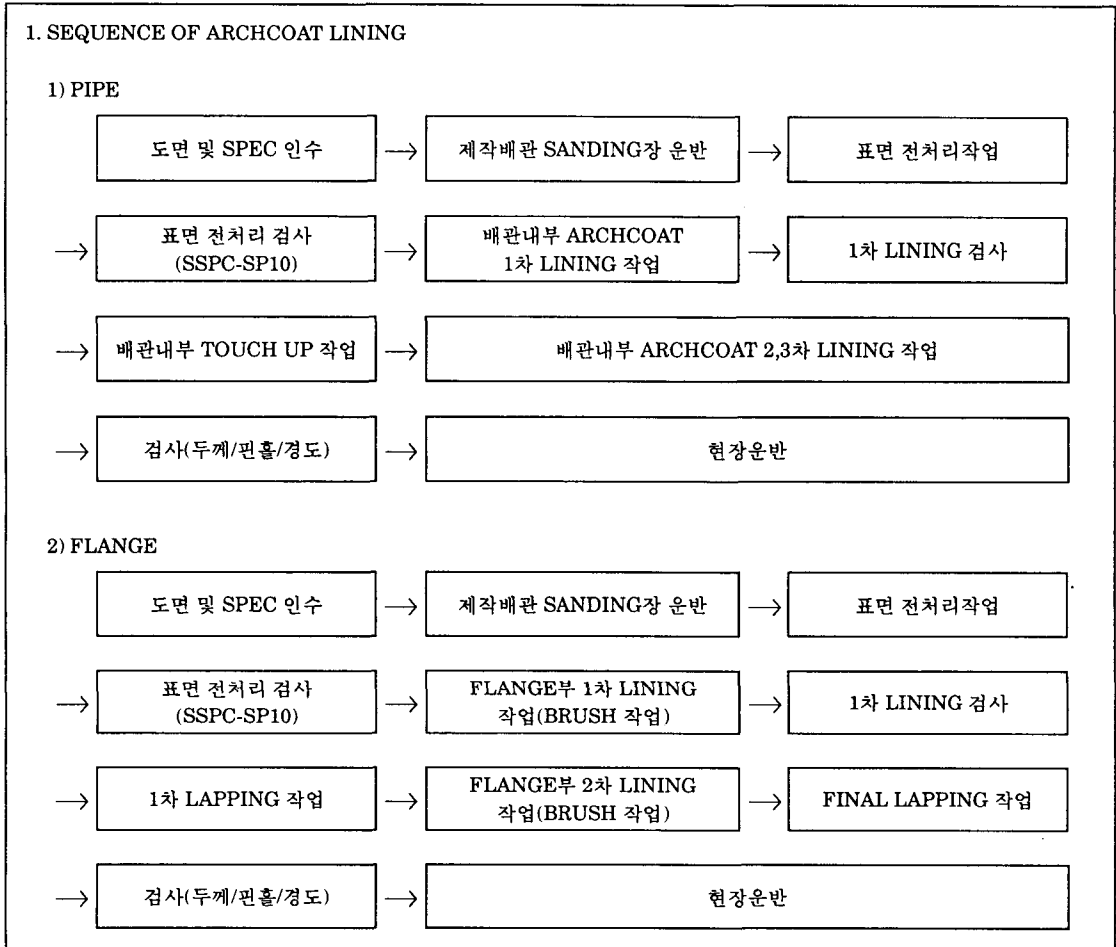 1. SEQUENCE OF ARCHCOAT LINING
1) PIPE
도면 및 SPEC 인수 → 제작배관 SANDING장 운반 → 표면 전처리작업
→ 표면 전처리 검사
(SSPC-SP10) → 배관내부 ARCHCOAT
1차 LINING 작업 → 1차 LINING 검사
→ 배관내부 TOUCH UP 작업 → 배관내부 ARCHCOAT 2,3차 LINING 작업
→ 검사(두께/핀홀/경도) → 현장운반
2) FLANGE
도면 및 SPEC 인수 → 제작배관 SANDING장 운반 → 표면 전처리작업
→ 표면 전처리 검사
(SSPC-SP10) → FLANGE부 1차 LINING
작업(BRUSH 작업) → 1차 LINING 검사
→ 1차 LAPPING 작업 → FLANGE부 2차 LINING
작업(BRUSH 작업) → FINAL LAPPING 작업
→ 검사(두께/핀홀/경도) → 현장운반